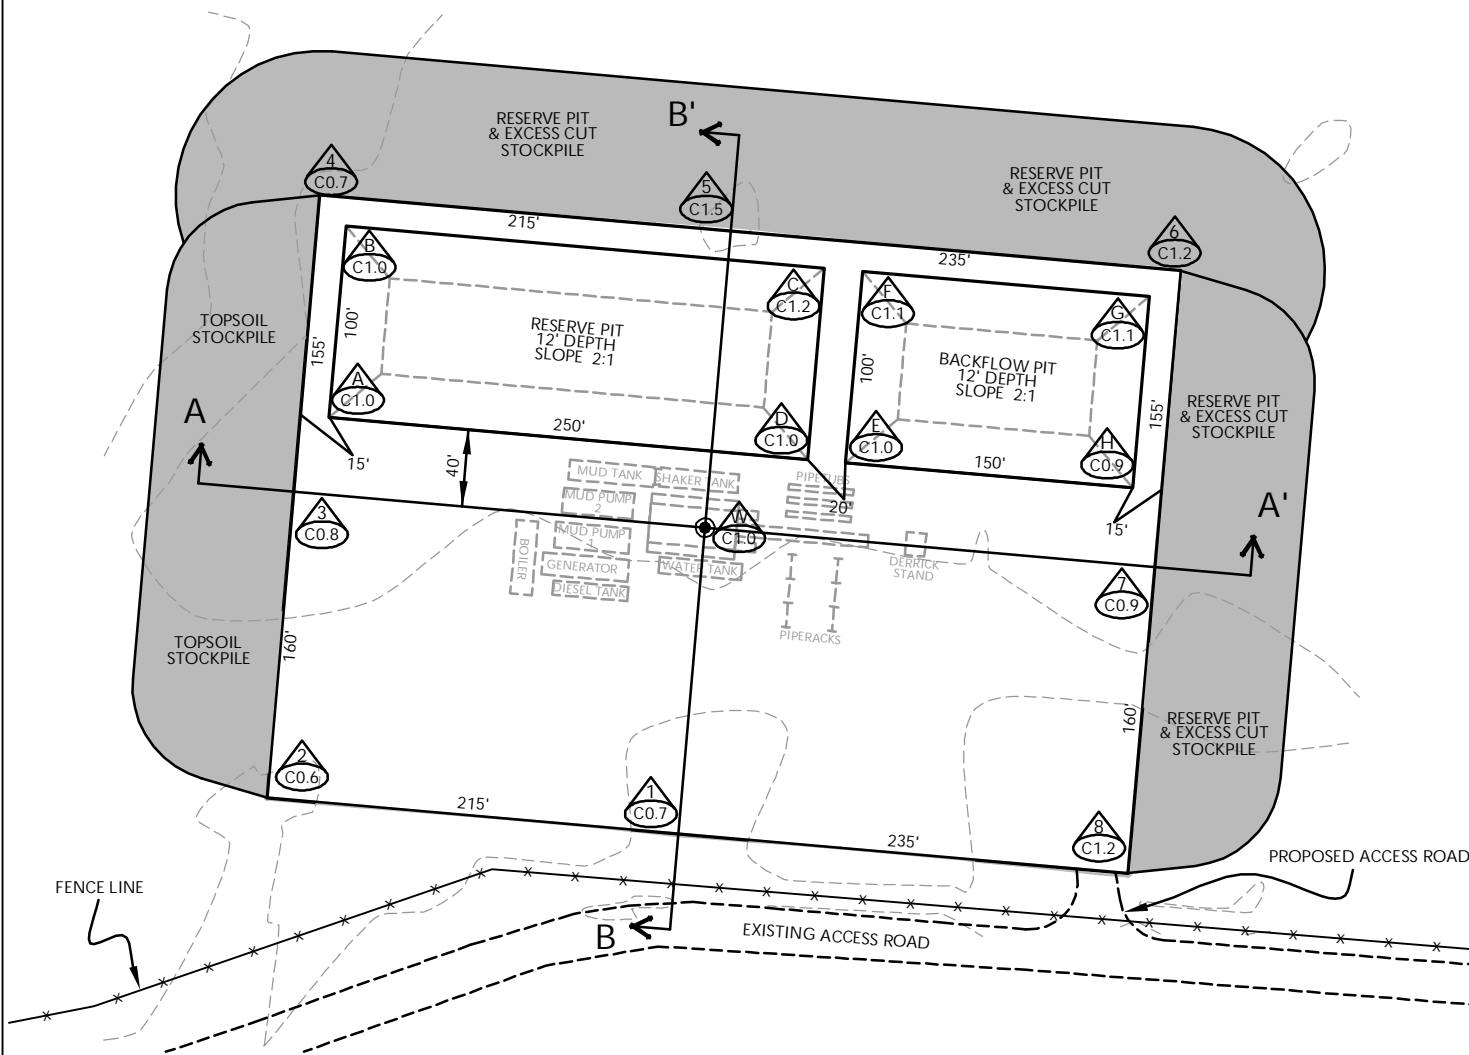 RESERVE PIT
& EXCESS CUT
STOCKPILE
B'
RESERVE PIT
& EXCESS CUT
STOCKPILE
4
C0.7
5
C1.5
6
C1.2
215'
235'
B
C1.0
C
C1.2
F
C1.1
G
C1.1
TOPSOIL
STOCKPILE
155'
100'
RESERVE PIT
12' DEPTH
SLOPE 2:1
100'
BACKFLOW PIT
12' DEPTH
SLOPE 2:1
155'
RESERVE PIT
& EXCESS CUT
STOCKPILE
A
C1.0
A
250'
D
C1.0
E
C1.0
150'
H
C0.9
15'
40'
MUD TANK
SHAKER TANK
PIPETUBS
20'
15'
A'
MUD PUMP
2
3
C0.8
W
C1.0
MUD PUMP
1
BOILER
GENERATOR
WATER TANK
DERRICK
STAND
DIESEL TANK
7
C0.9
PIPERACKS
TOPSOIL
STOCKPILE
160'
160'
RESERVE PIT
& EXCESS CUT
STOCKPILE
2
C0.6
1
C0.7
215'
235'
8
C1.2
PROPOSED ACCESS ROAD
FENCE LINE
B
EXISTING ACCESS ROAD